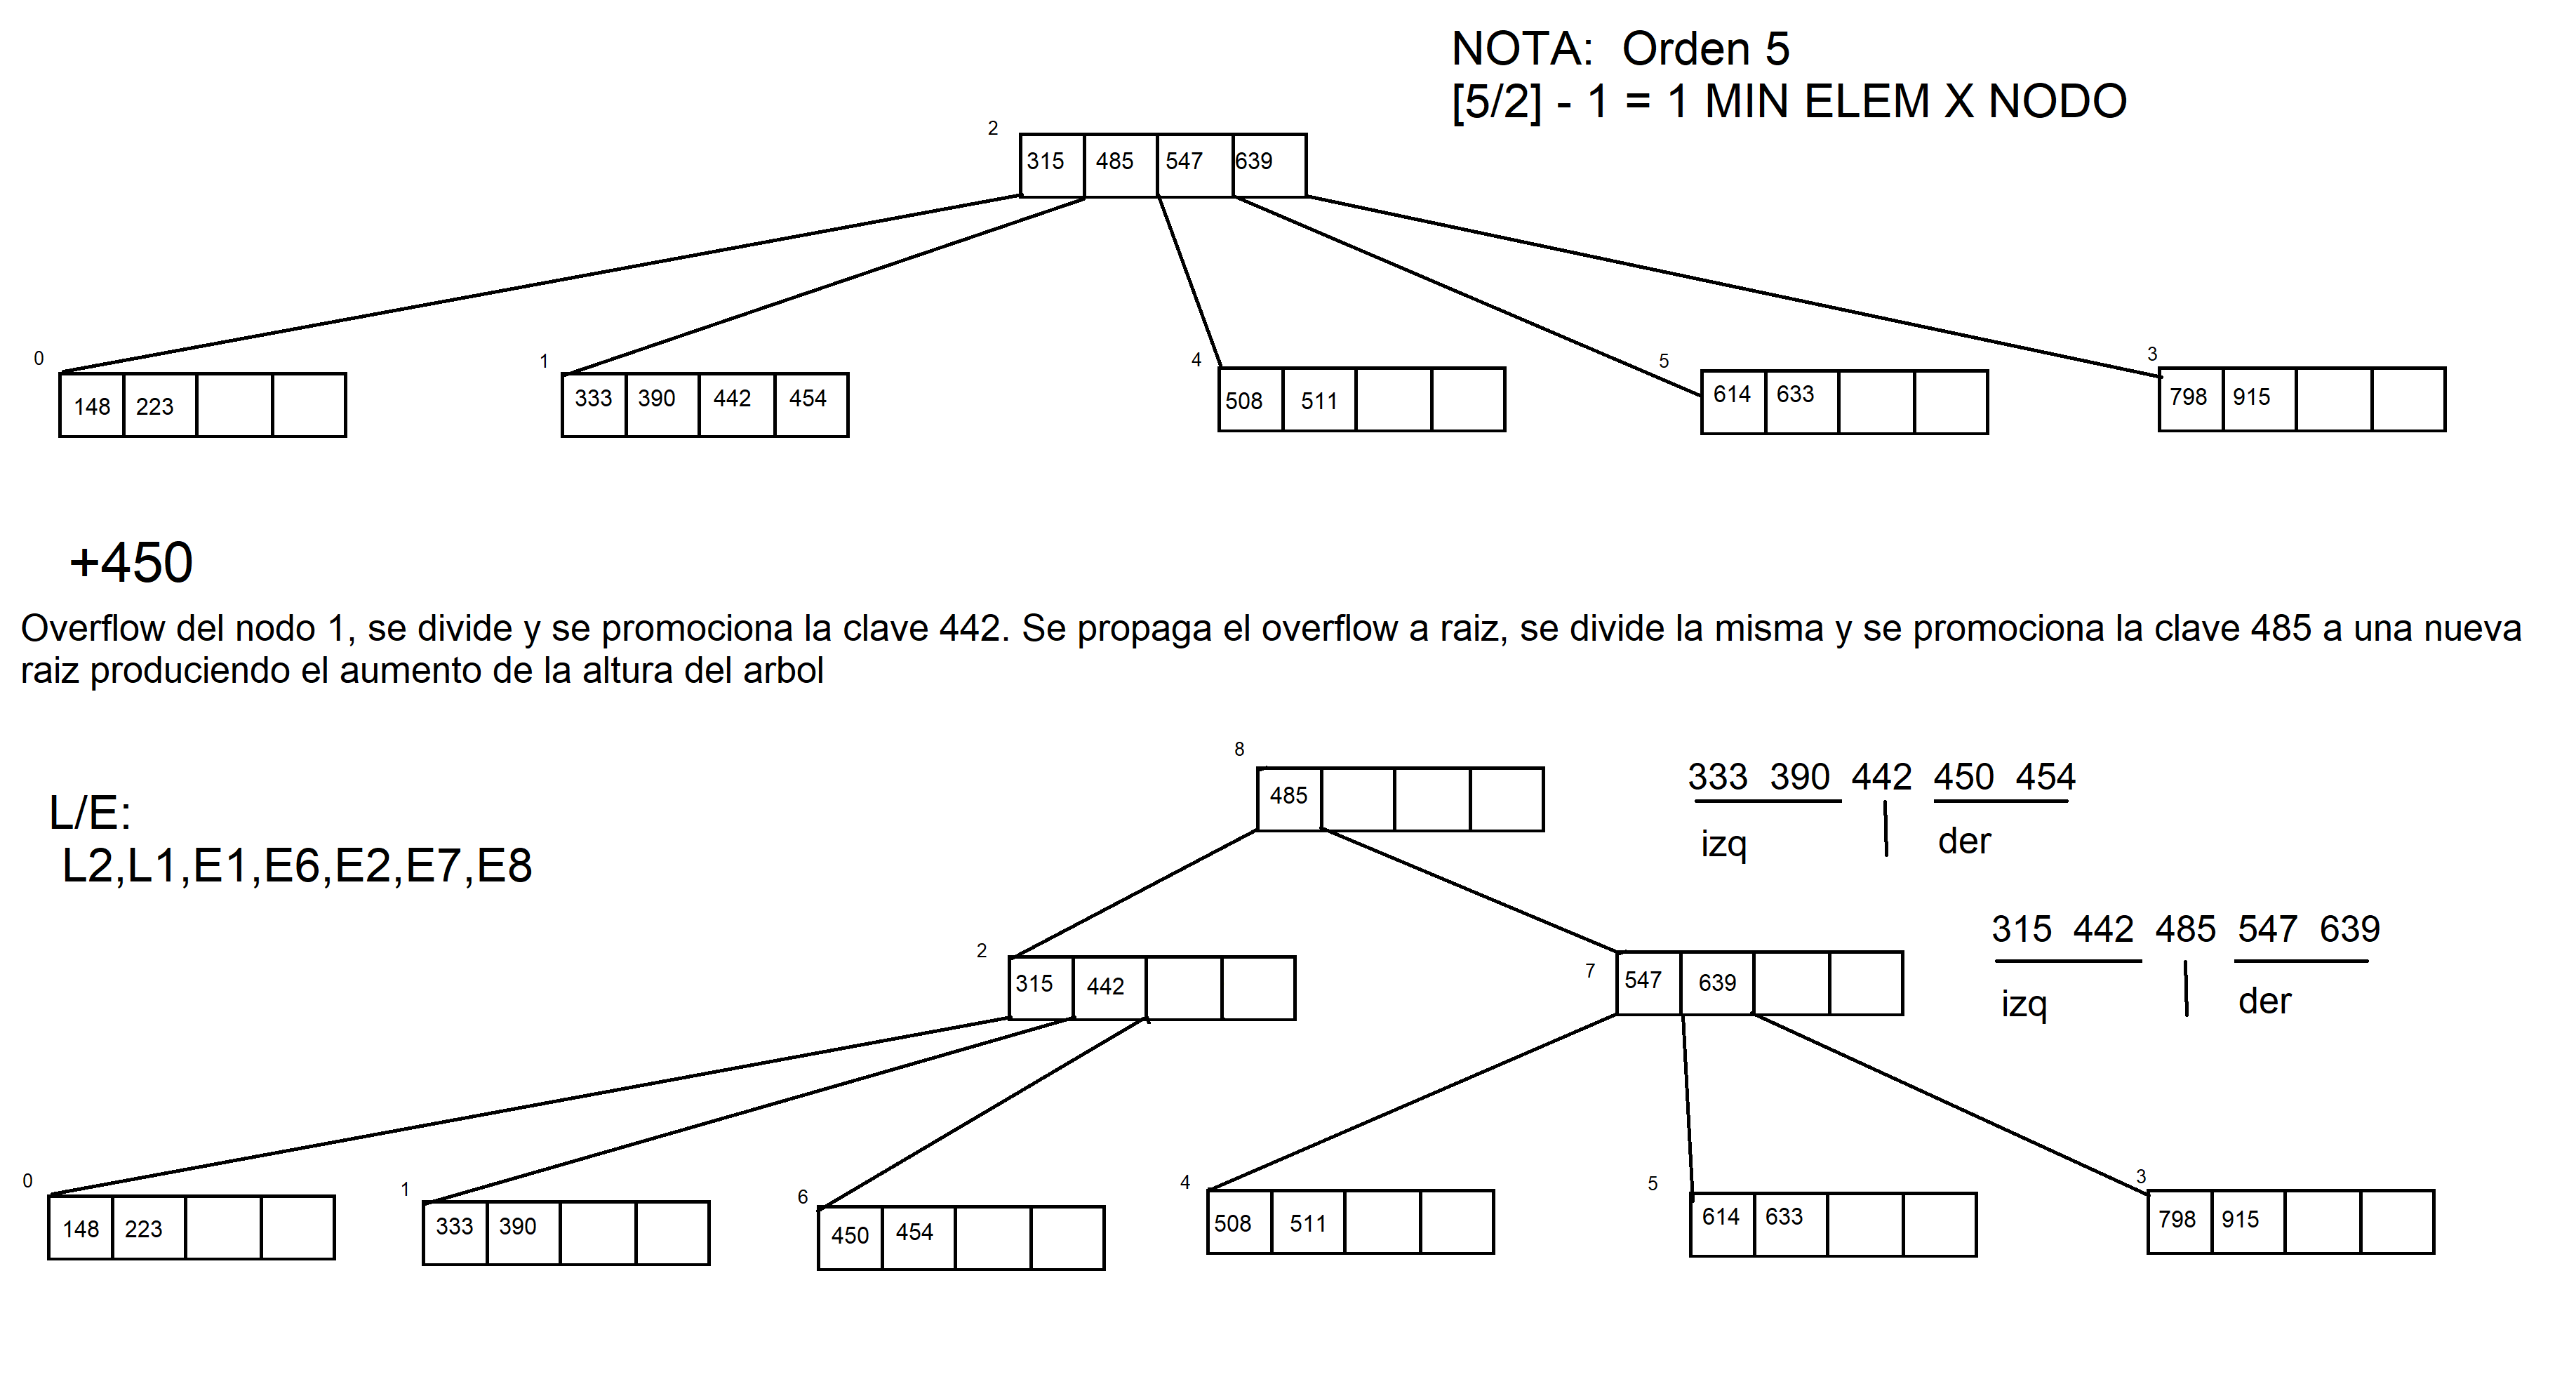 NOTA: Orden 5
[5/2] - 1 = 1 MIN ELEM X NODO
2
315 485 547 639
0
148 223
1
333 390 442 454
4
508 511
5
614 633
3
798 915
+450
Overflow del nodo 1, se divide y se promociona la clave 442. Se propaga el overflow a raiz, se divide la misma y se promociona la clave 485 a una nueva
raiz produciendo el aumento de la altura del arbol
L/E:
L2,L1,E1,E6,E2,E7,E8
8
485
333 390 442 450 454
izq der
315 442 485 547 639
izq der
2
315 442
7
547 639
0
148 223
1
333 390
6
450 454
4
508 511
5
614 633
3
798 915